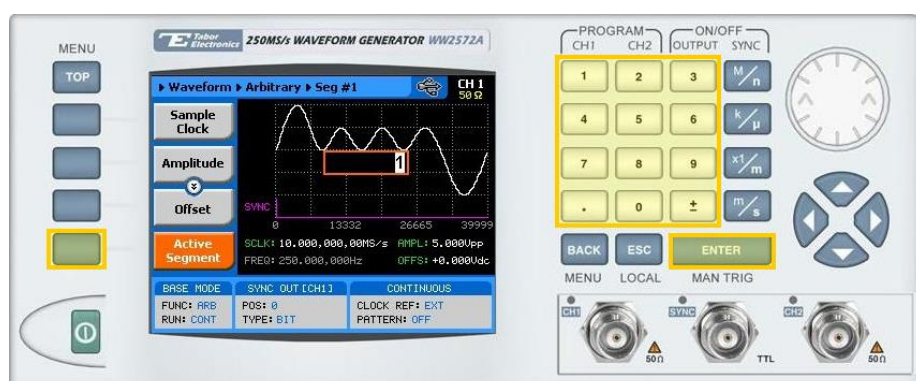 MENU
TOP
Tabor Electronics 250MS/s WAVEFORM GENERATOR WW2572A
Waveform Arbitrary Seg #1 CH 1
50 Ω
Sample
Clock
Amplitude
Offset
Active
Segment
1
SYNC
0 13332 26665 39999
SCLK: 10.000,000,00MS/s AMPL: 5.000Vpp
FREQ: 250.000,000Hz OFFS: +0.000Vdc
BASE MODE SYNC OUT [CH1] CONTINUOUS
FUNC: ARB POS: 0 CLOCK REF: EXT
RUN: CONT TYPE: BIT PATTERN: OFF
PROGRAM ON/OFF
CH1 CH2 OUTPUT SYNC
1 2 3 M/n
4 5 6 k/µ
7 8 9 x1/m
. 0 ± m/s
BACK ESC ENTER
MENU LOCAL MAN TRIG
CH1 SYNC CH2
50Ω TTL 50Ω